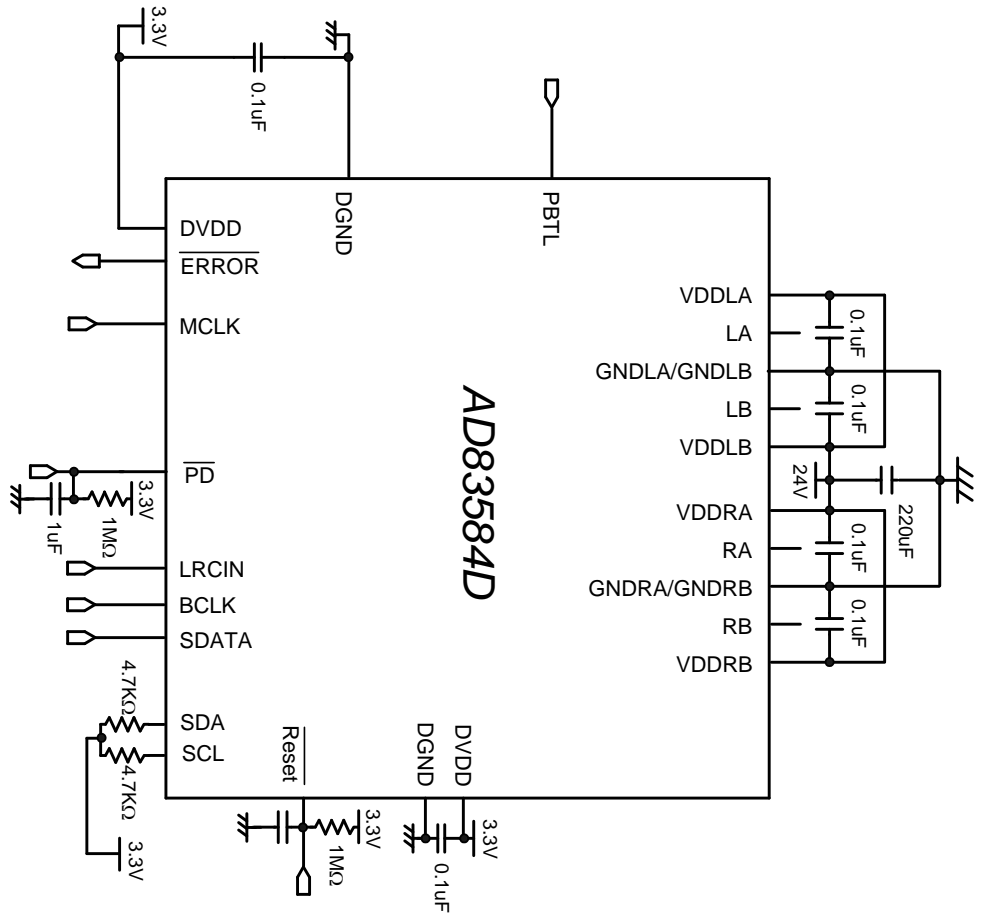 3.3V
0.1uF
DGND
PBTL
DVDD
ERROR
MCLK
PD
3.3V
1MΩ
1uF
LRCIN
BCLK
SDATA
SDA
SCL
4.7KΩ
4.7KΩ
3.3V
AD83584D
VDDLA
LA
GNDLA/GNDLB
LB
VDDLB
VDDRA
RA
GNDRA/GNDRB
RB
VDDRB
0.1uF
0.1uF
24V
220uF
0.1uF
0.1uF
Reset
DGND
DVDD
3.3V
1MΩ
3.3V
0.1uF